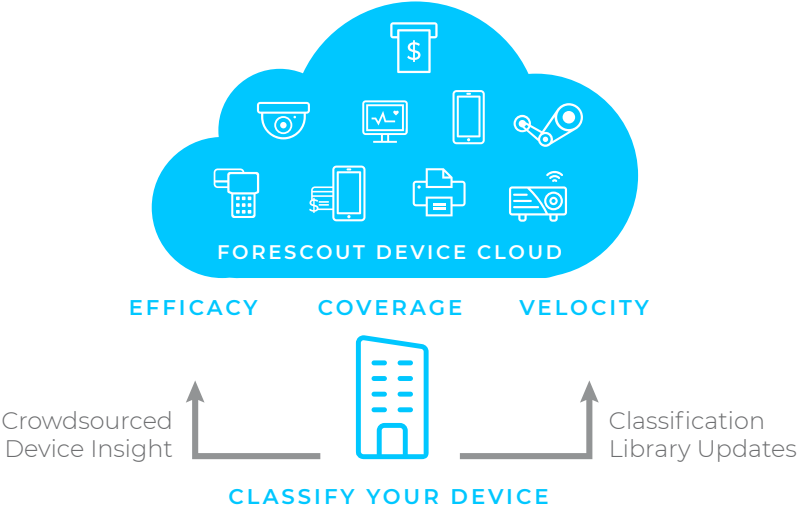 $
$
FORESCOUT DEVICE CLOUD
EFFICACY COVERAGE VELOCITY
Crowdsourced
Device Insight
Classification
Library Updates
CLASSIFY YOUR DEVICE